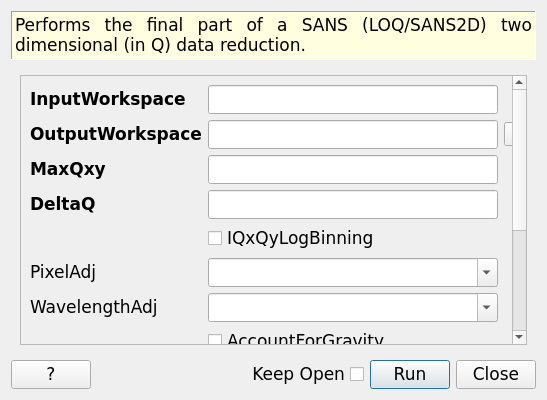 Performs the final part of a SANS (LOQ/SANS2D) two
dimensional (in Q) data reduction.
InputWorkspace
OutputWorkspace
MaxQxy
DeltaQ
IQxQyLogBinning
PixelAdj
WavelengthAdj
AccountForGravity
? Keep Open Run Close